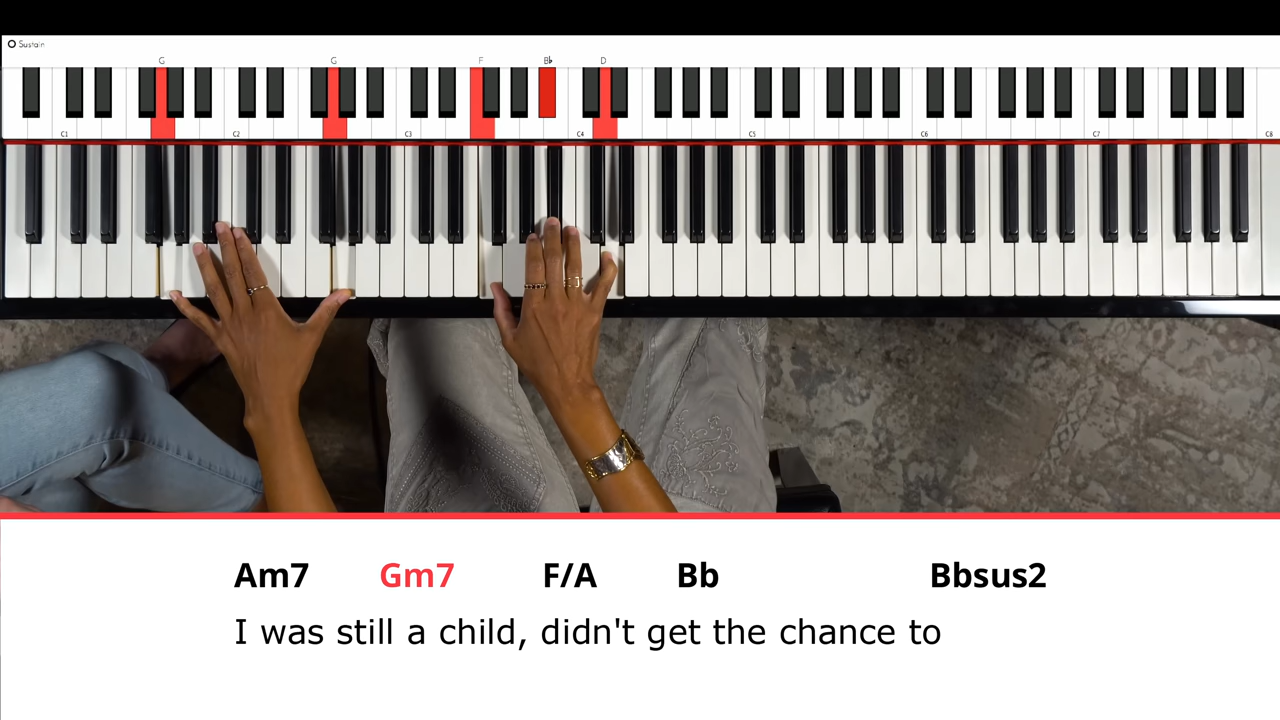 Sustain
G G F Bb D
C1 C2 C3 C4 C5 C6 C7 C8
Am7 Gm7 F/A Bb Bbsus2
I was still a child, didn't get the chance to